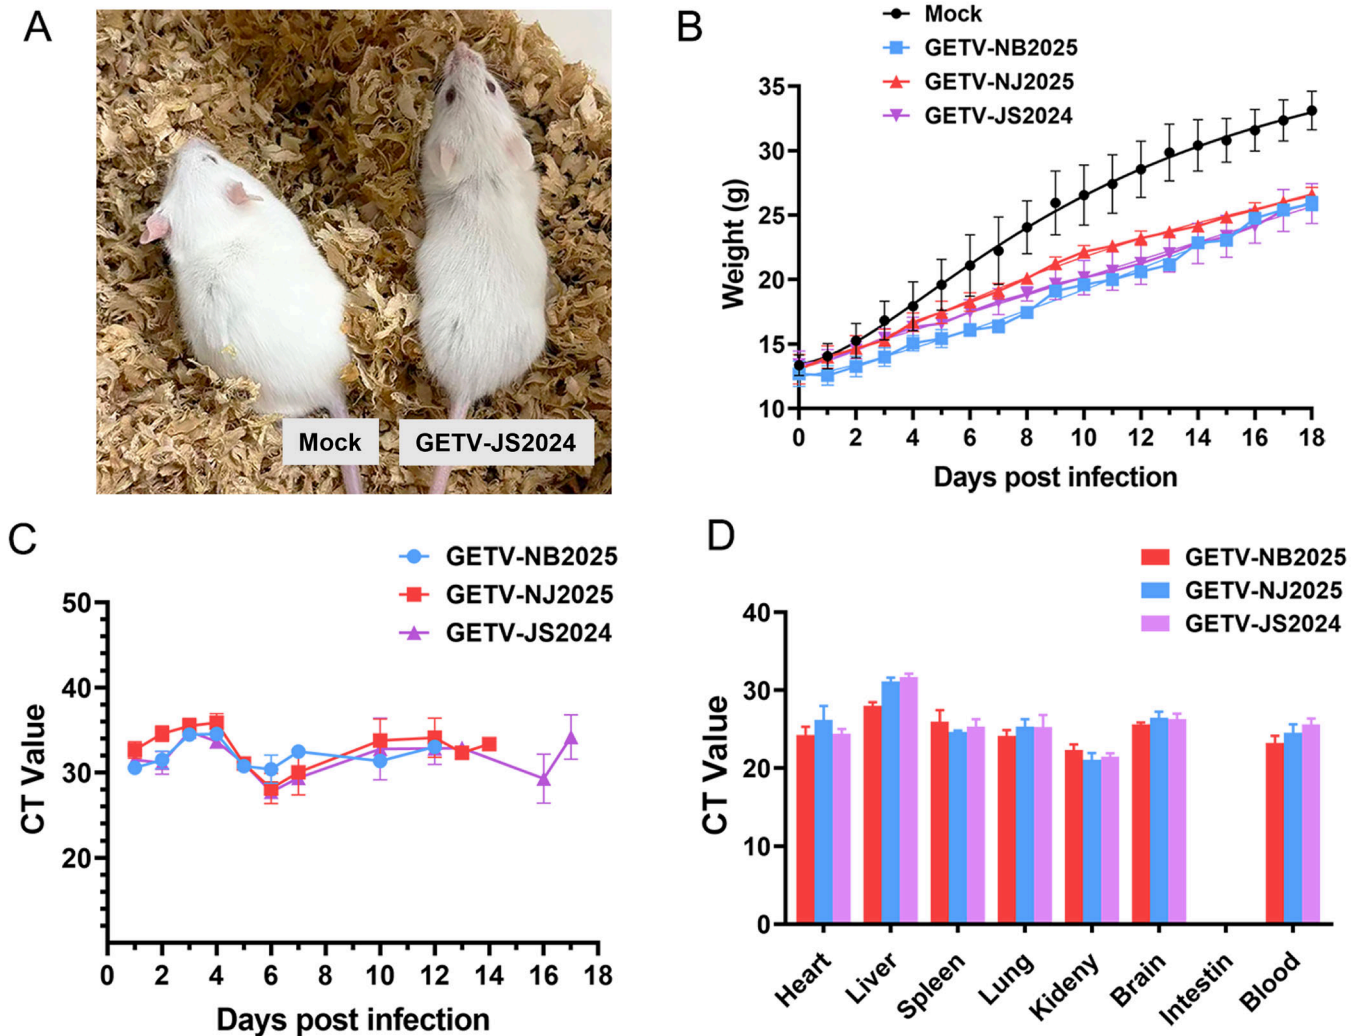 A
Mock
GETV-JS2024
B
Mock
GETV-NB2025
GETV-NJ2025
GETV-JS2024
Weight (g)
35
30
25
20
15
10
0 2 4 6 8 10 12 14 16 18
Days post infection
C
GETV-NB2025
GETV-NJ2025
GETV-JS2024
CT Value
50
40
30
20
0 2 4 6 8 10 12 14 16 18
Days post infection
D
GETV-NB2025
GETV-NJ2025
GETV-JS2024
CT Value
40
30
20
10
0
Heart Liver Spleen Lung Kideny Brain Intestin Blood